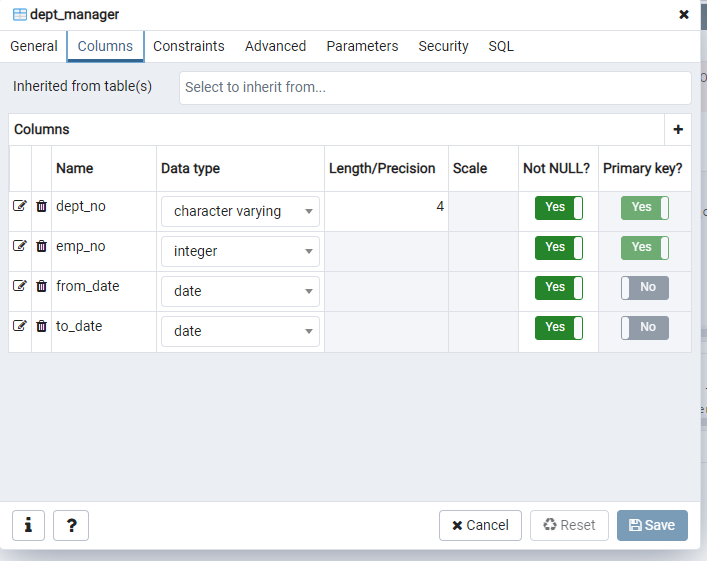 dept_manager
General Columns Constraints Advanced Parameters Security SQL
Inherited from table(s) Select to inherit from...
Columns
Name Data type Length/Precision Scale Not NULL? Primary key?
dept_no character varying 4 Yes Yes
emp_no integer Yes Yes
from_date date Yes No
to_date date Yes No
i ? Cancel Reset Save